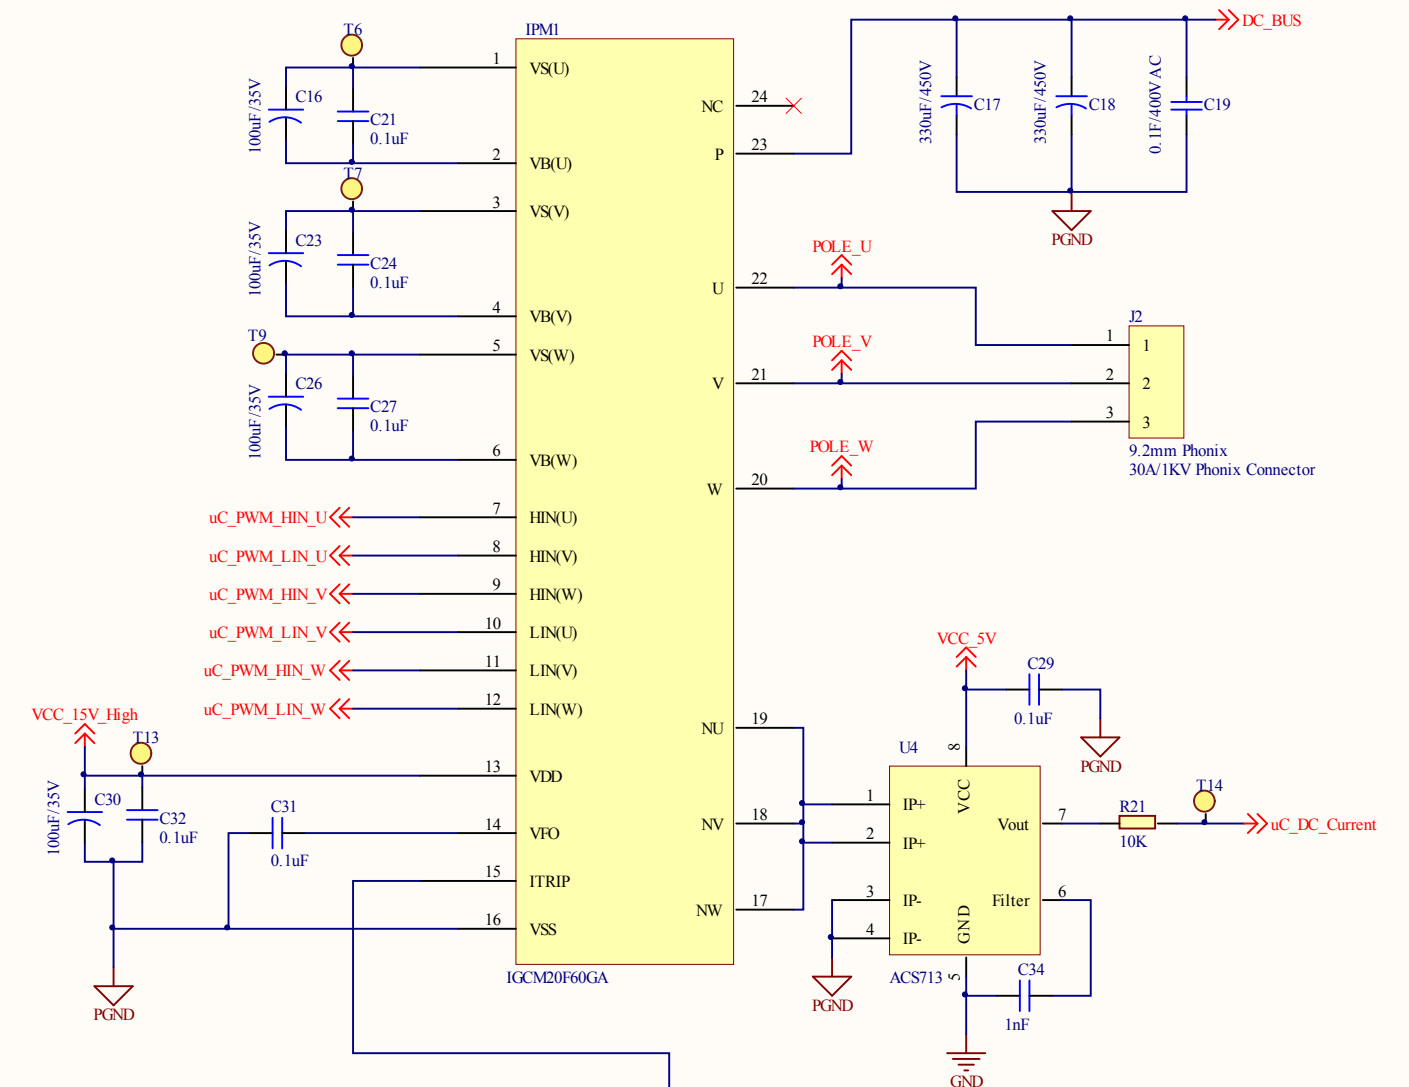 T6
IPM1
DC_BUS
1
VS(U)
100uF/35V
C16
C21
0.1uF
2
VB(U)
T7
3
VS(V)
100uF/35V
C23
C24
0.1uF
4
VB(V)
T9
5
VS(W)
100uF/35V
C26
C27
0.1uF
6
VB(W)
uC_PWM_HIN_U
7
HIN(U)
uC_PWM_LIN_U
8
HIN(V)
uC_PWM_HIN_V
9
HIN(W)
uC_PWM_LIN_V
10
LIN(U)
uC_PWM_HIN_W
11
LIN(V)
uC_PWM_LIN_W
12
LIN(W)
VCC_15V_High
T13
13
VDD
100uF/35V
C30
C32
0.1uF
C31
0.1uF
14
VFO
15
ITRIP
16
VSS
PGND
IGCM20F60GA
NC
24
P
23
330uF/450V
C17
330uF/450V
C18
0.1F/400V AC
C19
PGND
POLE_U
U
22
POLE_V
V
21
POLE_W
W
20
J2
1
1
2
2
3
3
9.2mm Phonix
30A/1KV Phonix Connector
NU
19
NV
18
NW
17
VCC_5V
C29
0.1uF
PGND
U4
8
VCC
1
IP+
2
IP+
3
IP-
4
IP-
PGND
Vout
7
R21
10K
T14
uC_DC_Current
Filter
6
GND
ACS713
5
C34
1nF
GND